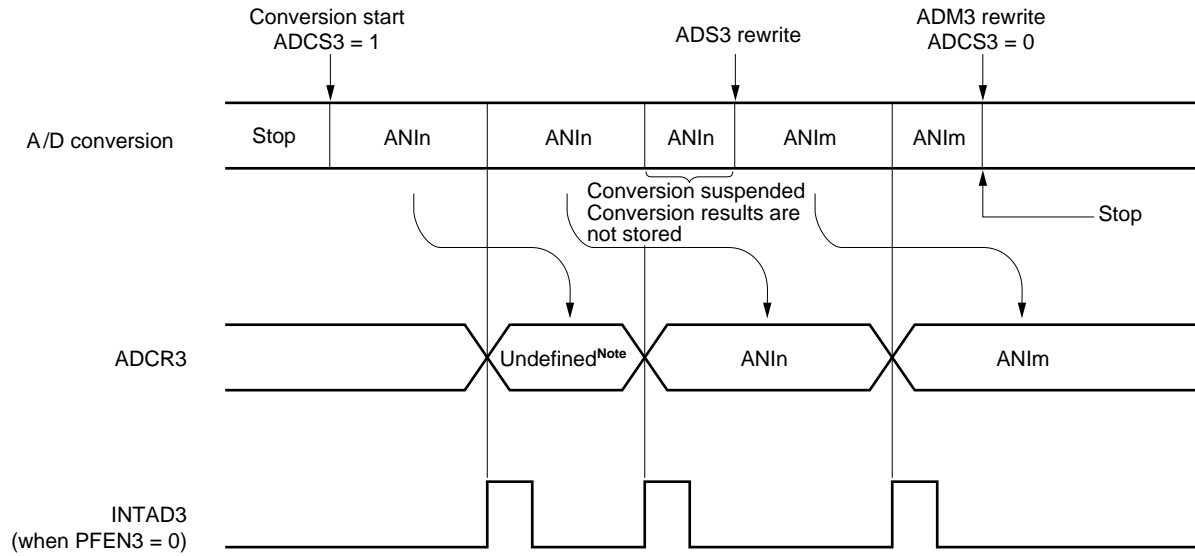 Conversion start
ADCS3 = 1
ADS3 rewrite
ADM3 rewrite
ADCS3 = 0
A/D conversion
Stop
ANIn
ANIn
ANIn
ANIm
ANIm
Conversion suspended
Conversion results are
not stored
Stop
ADCR3
UndefinedNote
ANIn
ANIm
INTAD3
(when PFEN3 = 0)